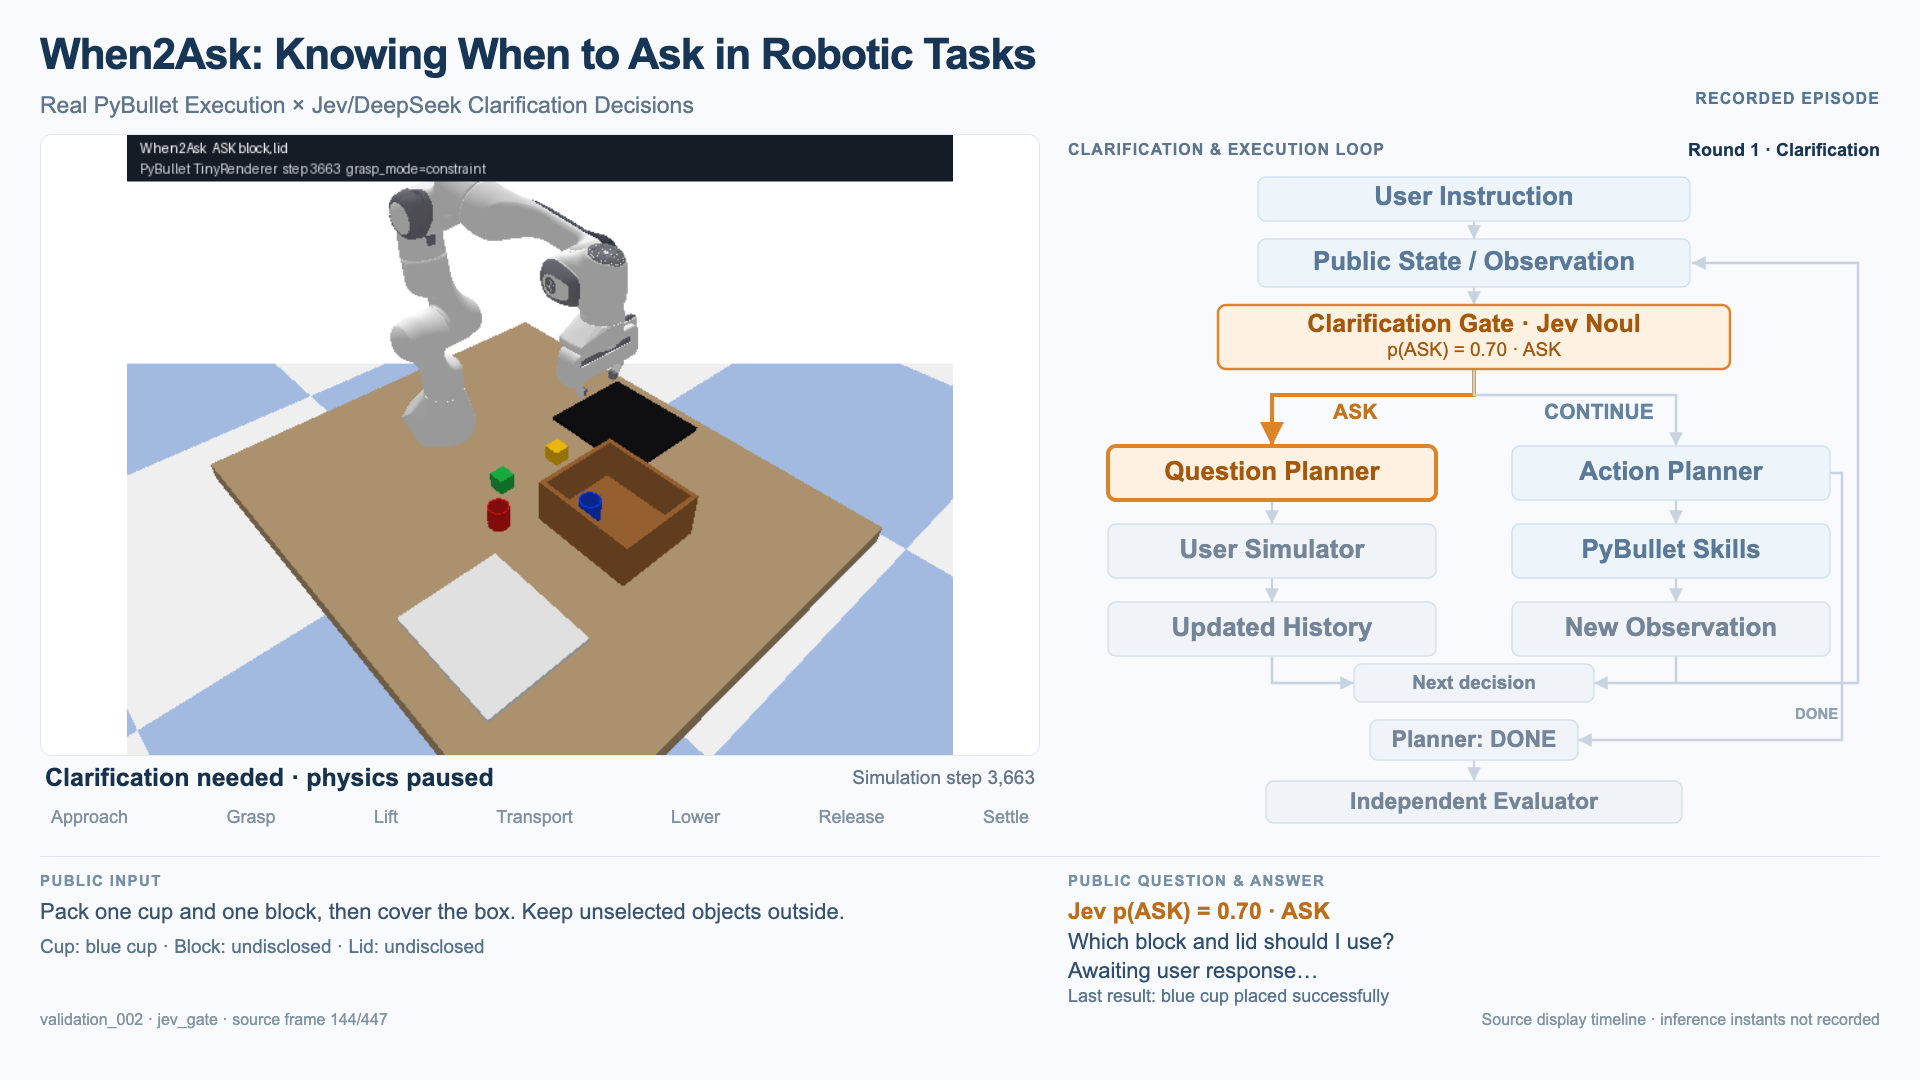 When2Ask: Knowing When to Ask in Robotic Tasks
Real PyBullet Execution × Jev/DeepSeek Clarification Decisions
RECORDED EPISODE
When2Ask ASK block,lid
PyBullet TinyRenderer step 3663 grasp_mode=constraint
Clarification needed · physics paused
Simulation step 3,663
Approach
Grasp
Lift
Transport
Lower
Release
Settle
CLARIFICATION & EXECUTION LOOP
Round 1 · Clarification
User Instruction
Public State / Observation
Clarification Gate · Jev Noul
p(ASK) = 0.70 · ASK
ASK
CONTINUE
Question Planner
Action Planner
User Simulator
PyBullet Skills
Updated History
New Observation
Next decision
DONE
Planner: DONE
Independent Evaluator
PUBLIC INPUT
Pack one cup and one block, then cover the box. Keep unselected objects outside.
Cup: blue cup · Block: undisclosed · Lid: undisclosed
PUBLIC QUESTION & ANSWER
Jev p(ASK) = 0.70 · ASK
Which block and lid should I use?
Awaiting user response…
Last result: blue cup placed successfully
validation_002 · jev_gate · source frame 144/447
Source display timeline · inference instants not recorded